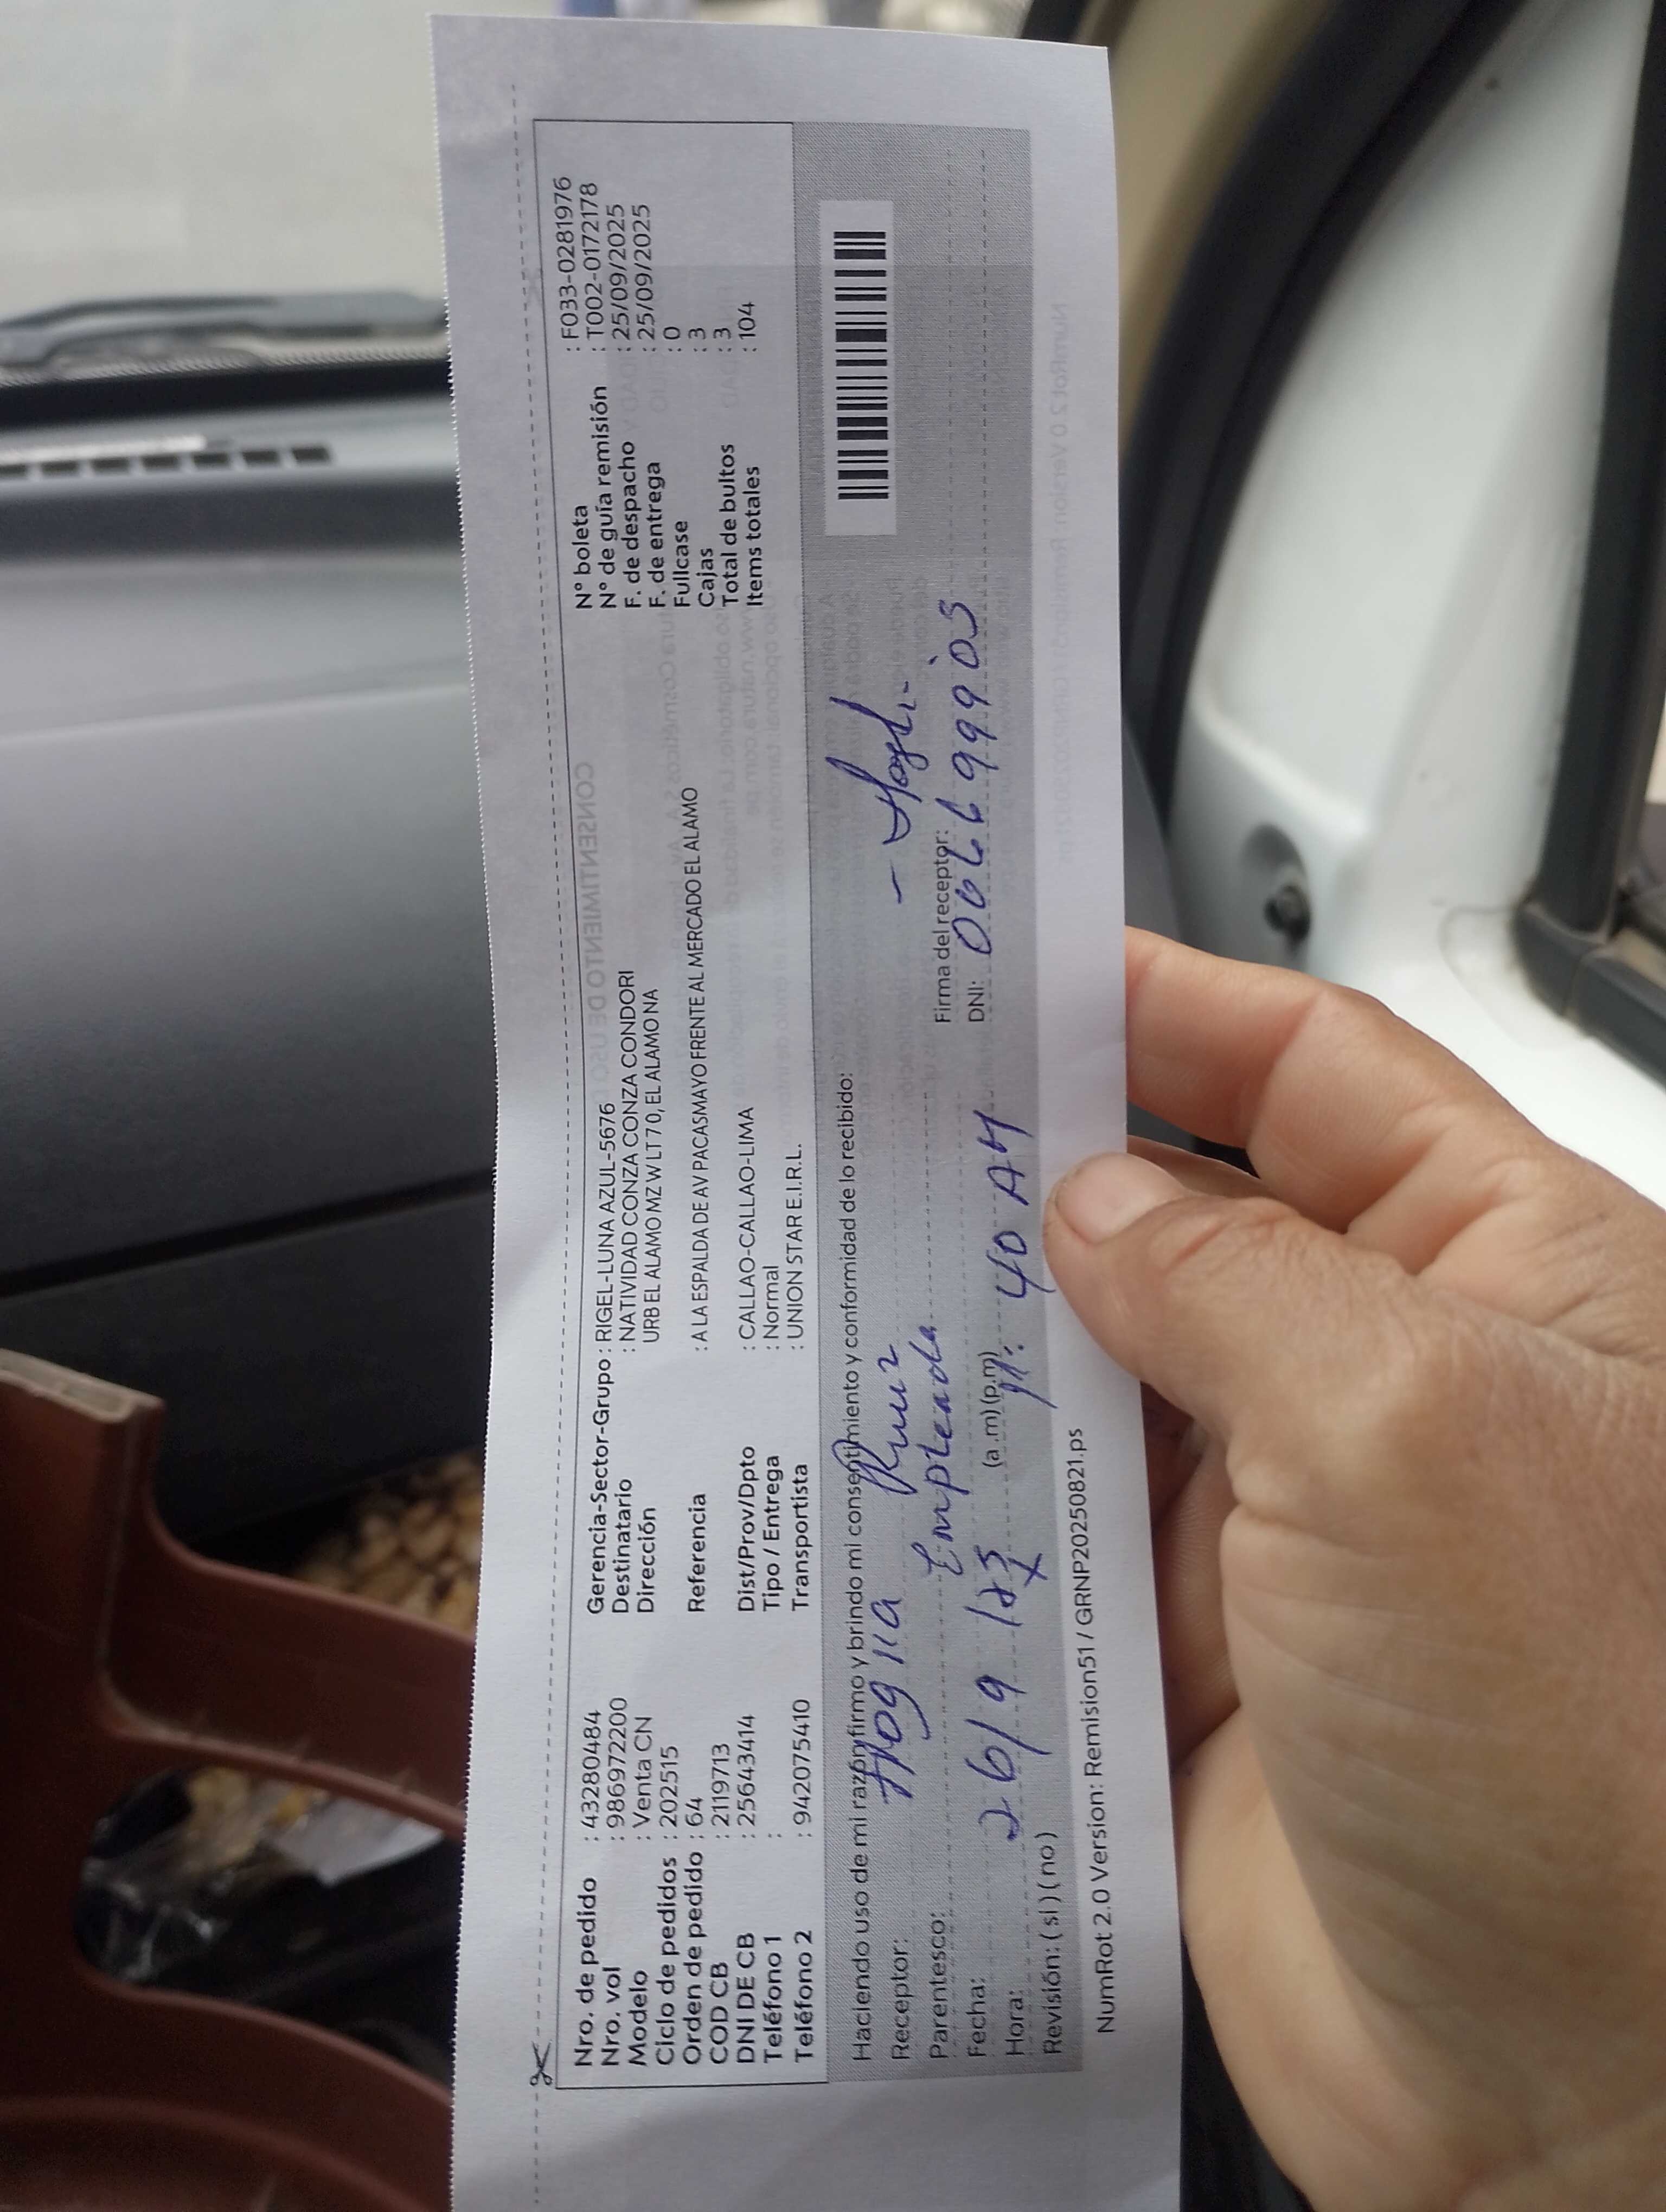 Nro. de pedido : 43280484
Nro. vol : 986972200
Modelo : Venta CN
Ciclo de pedidos : 202515
Orden de pedido : 64
COD CB : 2119713
DNI DE CB : 25643414
Teléfono 1 :
Teléfono 2 : 942075410
Gerencia-Sector-Grupo : RIGEL-LUNA AZUL-5676
Destinatario : NATIVIDAD CONZA CONZA CONDORI
Dirección URB EL ALAMO MZ W LT 7 0, EL ALAMO NA
Referencia : A LA ESPALDA DE AV PACASMAYO FRENTE AL MERCADO EL ALAMO
Dist/Prov/Dpto : CALLAO-CALLAO-LIMA
Tipo / Entrega : Normal
Transportista : UNION STAR E.I.R.L.
N° boleta : F033-0281976
N° de guía remisión : T002-0172178
F. de despacho : 25/09/2025
F. de entrega : 25/09/2025
Fullcase : 0
Cajas : 3
Total de bultos : 3
Items totales : 104
Haciendo uso de mi razón firmo y brindo mi consentimiento y conformidad de lo recibido:
Receptor:
Parentesco: Empleada
Fecha: 26/9
Hora: (a .m) (p.m) 11: 40 AM
Revisión: ( si ) ( no )
Firma del receptor:
DNI: 06699903
NumRot 2.0 Version: Remision51 / GRNP20250821.ps